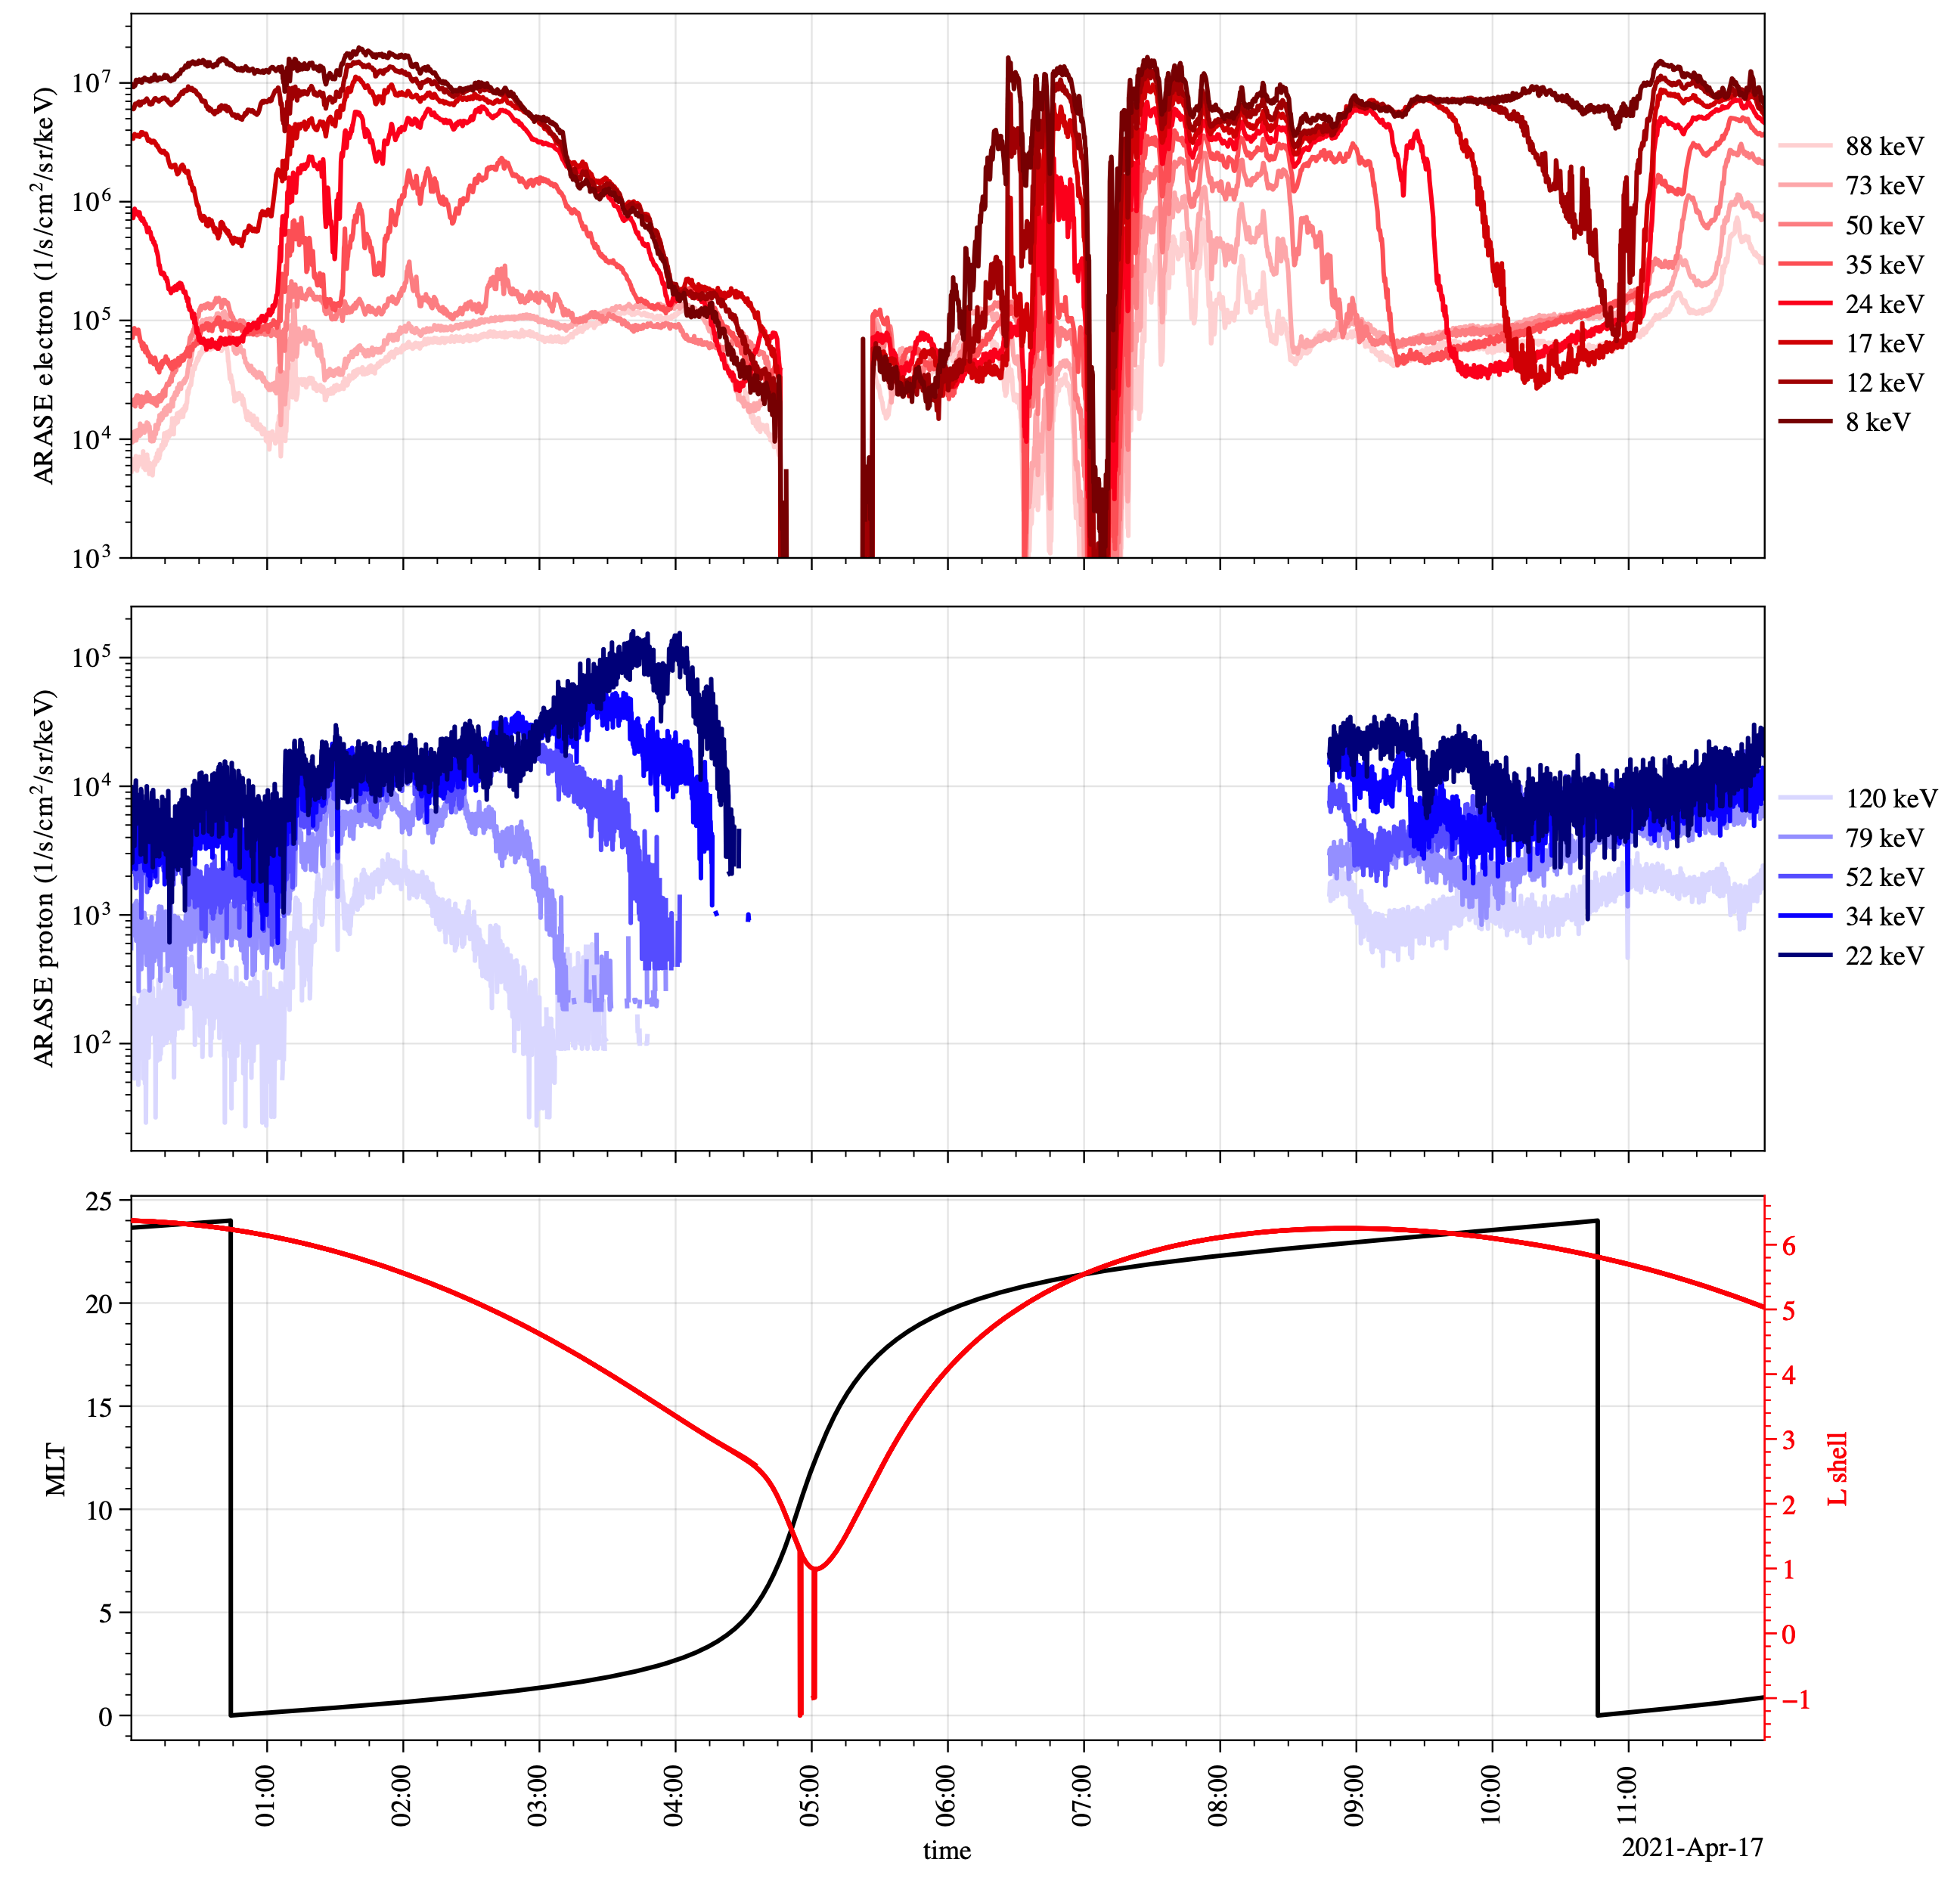 10^7
10^6
10^5
10^4
10^3
ARASE electron (1/s/cm^2/sr/keV)
88 keV
73 keV
50 keV
35 keV
24 keV
17 keV
12 keV
8 keV
10^5
10^4
10^3
10^2
ARASE proton (1/s/cm^2/sr/keV)
120 keV
79 keV
52 keV
34 keV
22 keV
25
20
15
10
5
0
MLT
6
5
4
3
2
1
0
−1
L shell
01:00
02:00
03:00
04:00
05:00
06:00
07:00
08:00
09:00
10:00
11:00
time
2021-Apr-17